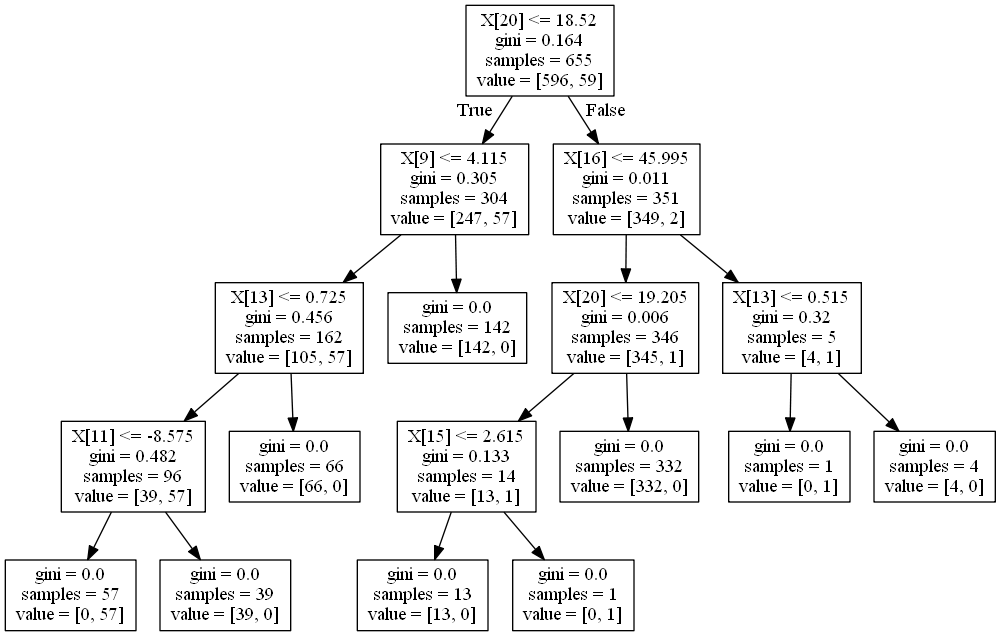 X[20] <= 18.52
gini = 0.164
samples = 655
value = [596, 59]
True
False
X[9] <= 4.115
gini = 0.305
samples = 304
value = [247, 57]
X[16] <= 45.995
gini = 0.011
samples = 351
value = [349, 2]
X[13] <= 0.725
gini = 0.456
samples = 162
value = [105, 57]
gini = 0.0
samples = 142
value = [142, 0]
X[20] <= 19.205
gini = 0.006
samples = 346
value = [345, 1]
X[13] <= 0.515
gini = 0.32
samples = 5
value = [4, 1]
X[11] <= -8.575
gini = 0.482
samples = 96
value = [39, 57]
gini = 0.0
samples = 66
value = [66, 0]
X[15] <= 2.615
gini = 0.133
samples = 14
value = [13, 1]
gini = 0.0
samples = 332
value = [332, 0]
gini = 0.0
samples = 1
value = [0, 1]
gini = 0.0
samples = 4
value = [4, 0]
gini = 0.0
samples = 57
value = [0, 57]
gini = 0.0
samples = 39
value = [39, 0]
gini = 0.0
samples = 13
value = [13, 0]
gini = 0.0
samples = 1
value = [0, 1]